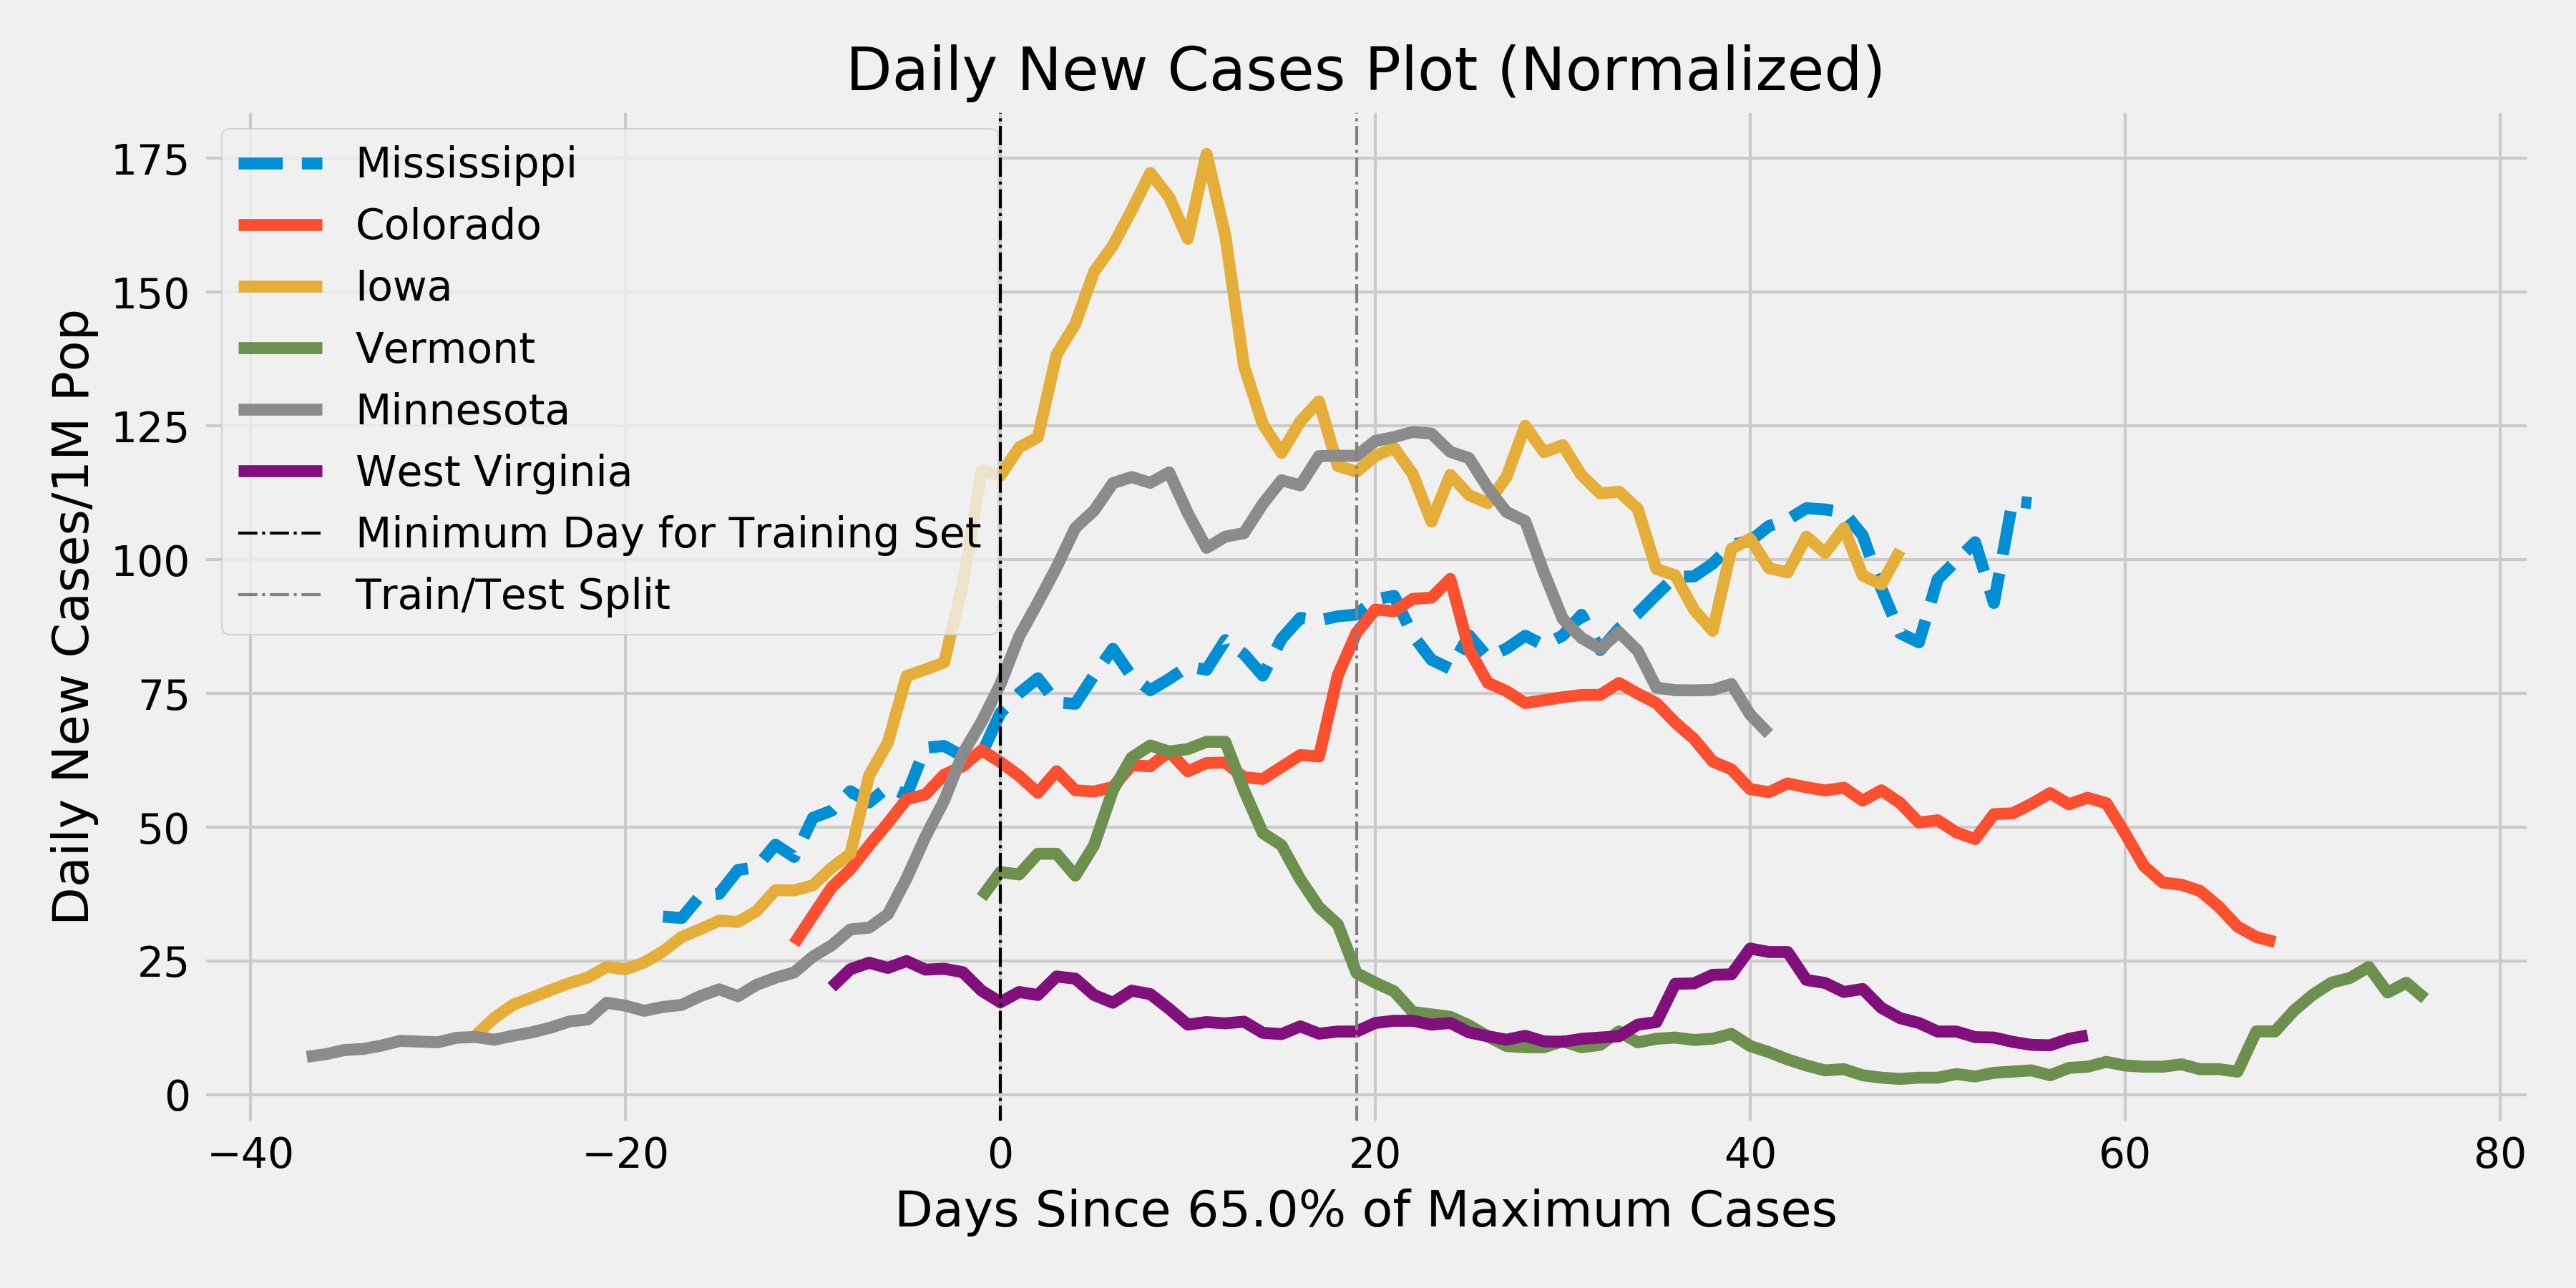 Daily New Cases Plot (Normalized)
Daily New Cases/1M Pop
175
150
125
100
75
50
25
0
Mississippi
Colorado
Iowa
Vermont
Minnesota
West Virginia
Minimum Day for Training Set
Train/Test Split
−40
−20
0
20
40
60
80
Days Since 65.0% of Maximum Cases